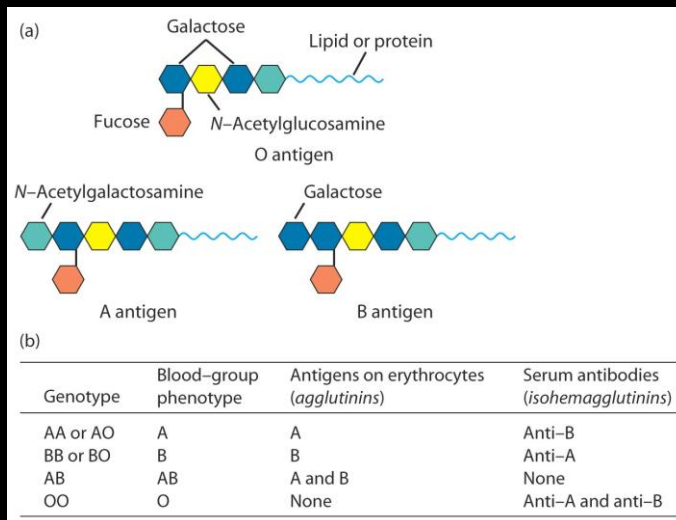 (a)
Galactose
Lipid or protein
Fucose
N–Acetylglucosamine
O antigen
N–Acetylgalactosamine
Galactose
A antigen
B antigen
(b)
Genotype Blood–group phenotype Antigens on erythrocytes (agglutinins) Serum antibodies (isohemagglutinins)
AA or AO A A Anti–B
BB or BO B B Anti–A
AB AB A and B None
OO O None Anti–A and anti–B